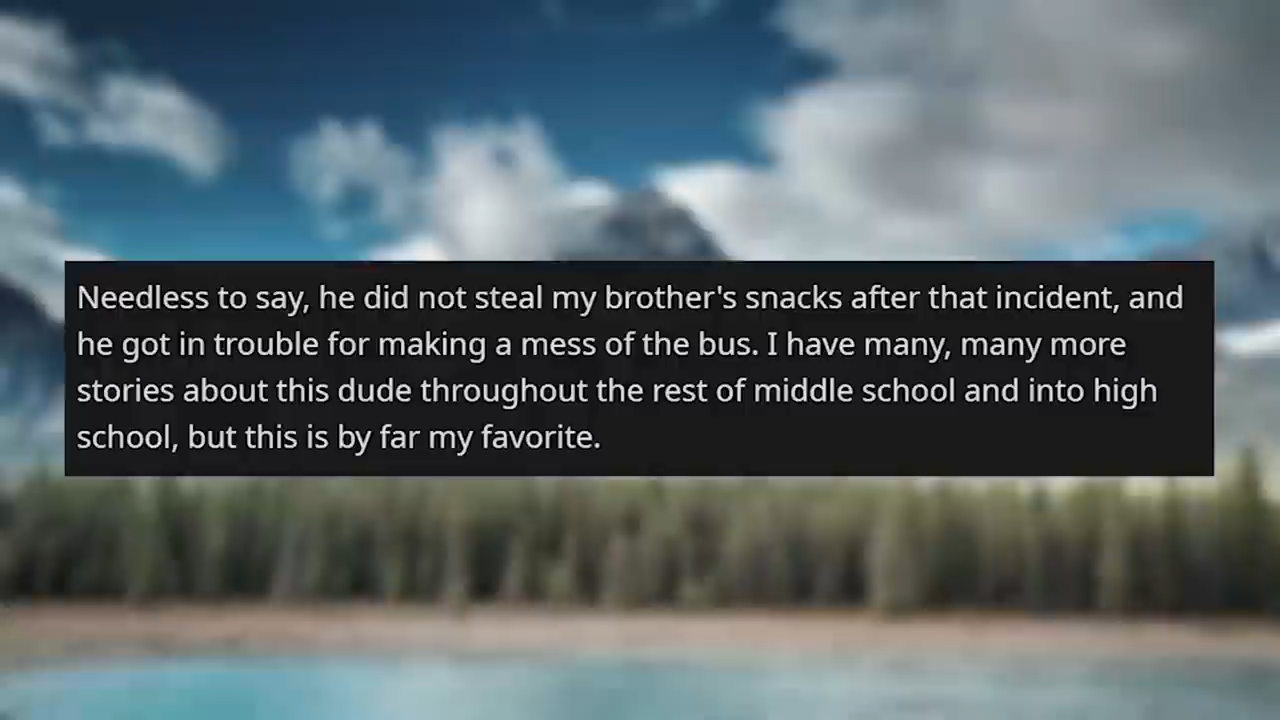 Needless to say, he did not steal my brother's snacks after that incident, and
he got in trouble for making a mess of the bus. I have many, many more
stories about this dude throughout the rest of middle school and into high
school, but this is by far my favorite.